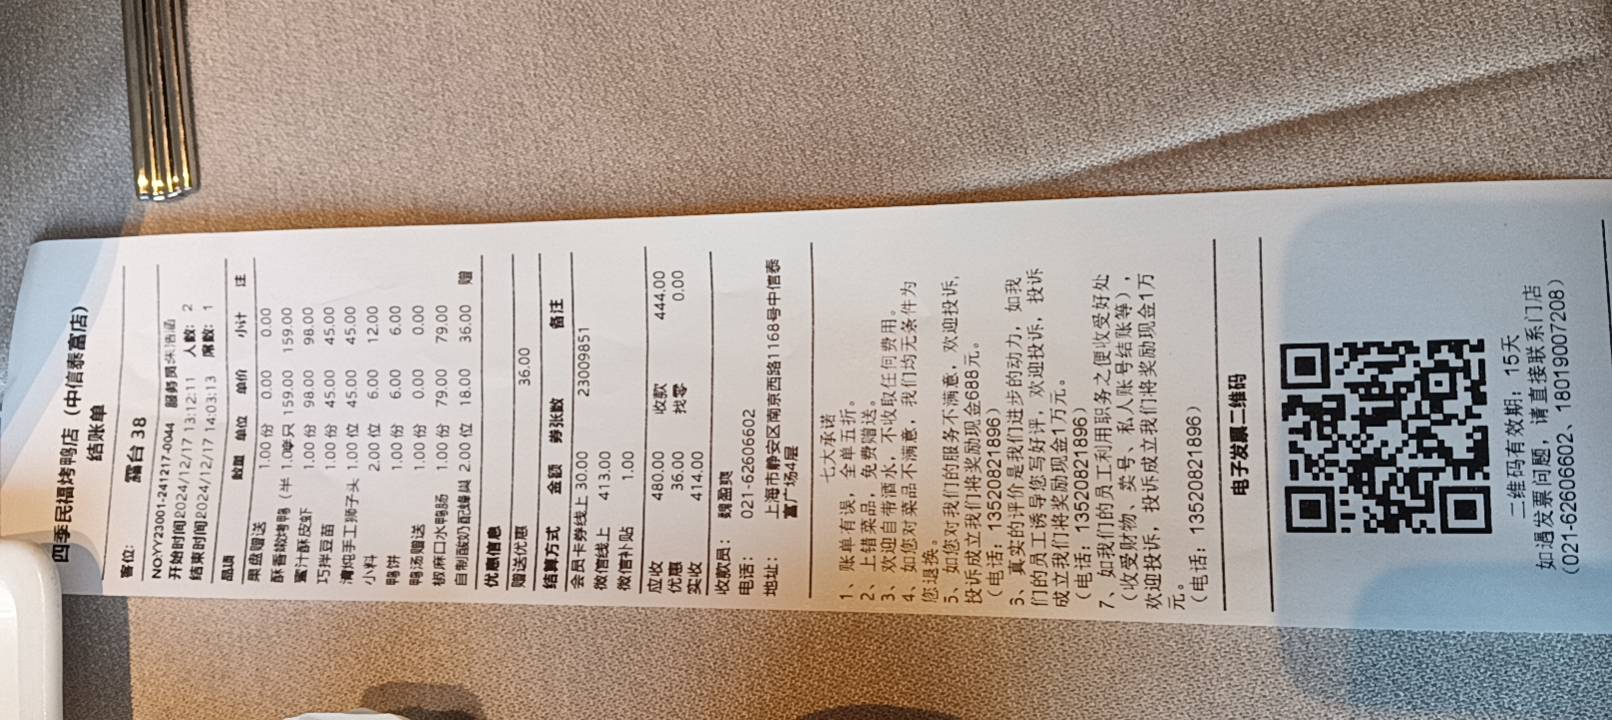 四季民福烤鸭店（中信泰富店）
结账单
客位： 露台 38
NO:YY23001-241217-0044 服务员:朱浩涵
开始时间2024/12/17 13:12:11 人数： 2
结束时间2024/12/17 14:03:13 席数： 1
品项 数量 单位 单价 小计 注
果盘赠送 1.00 份 0.00 0.00
酥香嫩烤鸭（半 1.0 只 159.00 159.00
蜜汁酥皮虾 1.00 份 98.00 98.00
巧拌豆苗 1.00 份 45.00 45.00
清炖手工狮子头 1.00 位 45.00 45.00
小料 2.00 位 6.00 12.00
鸭饼 1.00 份 6.00 6.00
鸭汤赠送 1.00 份 0.00 0.00
椒麻口水鸭肠 1.00 份 79.00 79.00
自制酸奶配蜂 2.00 位 18.00 36.00 赠
优惠信息
赠送优惠 36.00
结算方式 金额 券张数 备注
会员卡券线上 30.00 23009851
微信线上 413.00
微信补贴 1.00
应收 480.00 收款 444.00
优惠 36.00 找零 0.00
实收 414.00
收款员： 魏盈爽
电话： 021-62606602
地址： 上海市静安区南京西路1168号中信泰
富广场4层
七大承诺
1、账单有误，全单五折。
2、上错菜品，免费赠送。
3、欢迎自带酒水，不收取任何费用。
4、如您对菜品不满意，我们均无条件为
您退换。
5、如您对我们的服务不满意，欢迎投诉，
投诉成立我们将奖励现金688元。
（电话：13520821896）
6、真实的评价是我们进步的动力，如我
们的员工诱导您写好评，欢迎投诉，投诉
成立我们将奖励现金1万元。
（电话：13520821896）
7、如我们的员工利用职务之便收受好处
（收受财物、卖号、私人账号结账等），
欢迎投诉，投诉成立我们将奖励现金1万
元。
（电话：13520821896）
电子发票二维码
二维码有效期：15天
如遇发票问题，请直接联系门店
（021-62606602、18019007208）